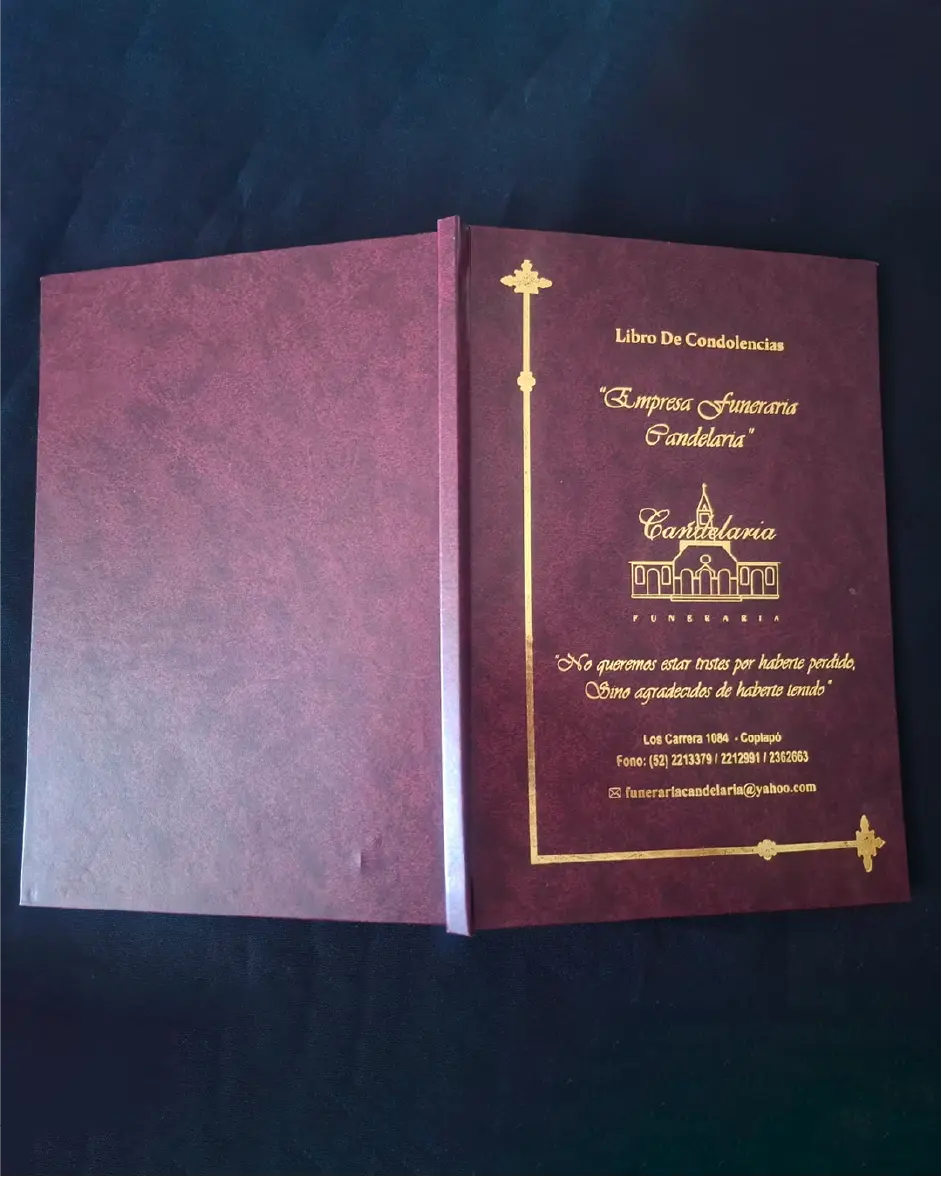 Libro De Condolencias
"Empresa Funeraria
Candelaria"
Candelaria
FUNERARIA
"No queremos estar tristes por haberte perdido,
Sino agradecidos de haberte tenido"
Los Carrera 1084 - Copiapó
Fono: (52) 2213379 / 2212991 / 2362663
✉ funerariacandelaria@yahoo.com